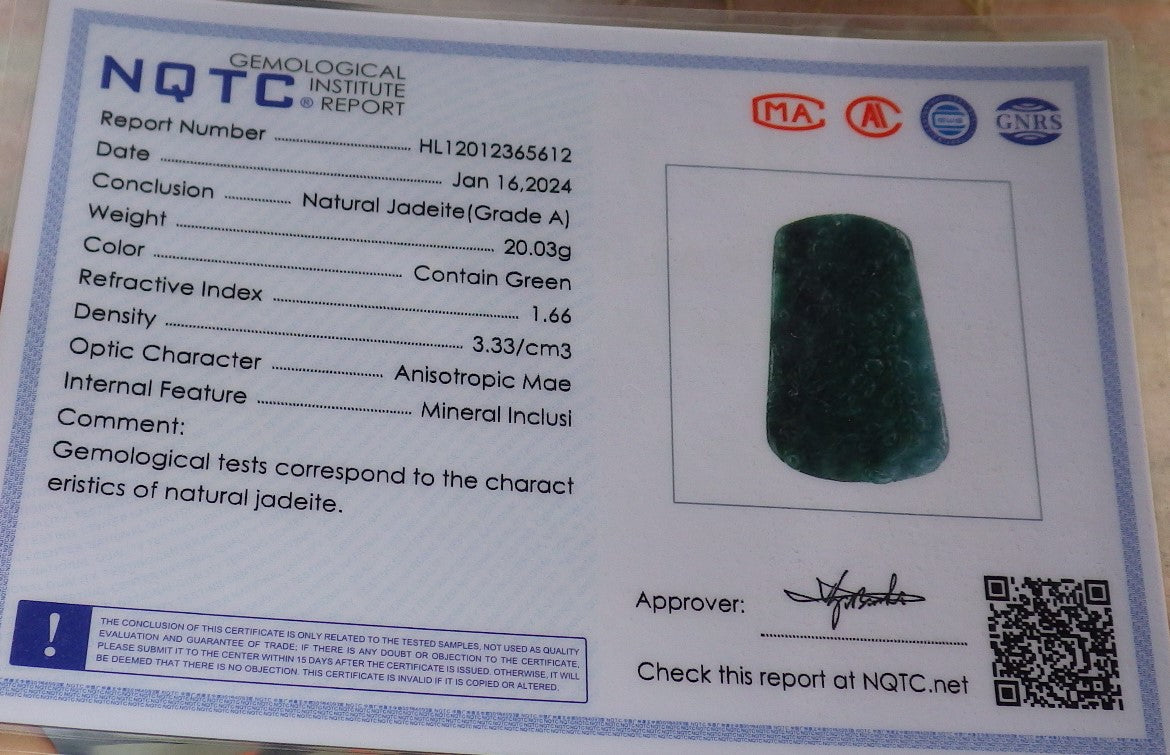 NQTC® GEMOLOGICAL INSTITUTE REPORT
Report Number HL12012365612
Date Jan 16,2024
Conclusion Natural Jadeite(Grade A)
Weight 20.03g
Color Contain Green
Refractive Index 1.66
Density 3.33/cm3
Optic Character Anisotropic Mae
Internal Feature Mineral Inclusi
Comment:
Gemological tests correspond to the charact
eristics of natural jadeite.
! THE CONCLUSION OF THIS CERTIFICATE IS ONLY RELATED TO THE TESTED SAMPLES, NOT USED AS QUALITY
EVALUATION AND GUARANTEE OF TRADE; IF THERE IS ANY DOUBT OR OBJECTION TO THE CERTIFICATE,
PLEASE SUBMIT IT TO THE CENTER WITHIN 15 DAYS AFTER THE CERTIFICATE IS ISSUED. OTHERWISE, IT WILL
BE DEEMED THAT THERE IS NO OBJECTION. THIS CERTIFICATE IS INVALID IF IT IS COPIED OR ALTERED.
MA
GNRS
Approver:
Check this report at NQTC.net